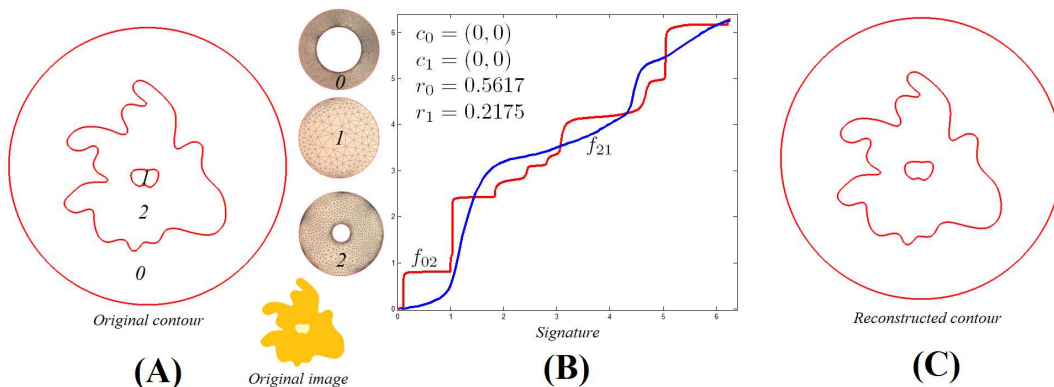 1
2
0
Original contour
(A)
0
1
2
Original image
c₀ = (0, 0)
c₁ = (0, 0)
r₀ = 0.5617
r₁ = 0.2175
f₂₁
f₀₂
6
5
4
3
2
1
0
0 1 2 3 4 5 6
Signature
(B)
Reconstructed contour
(C)